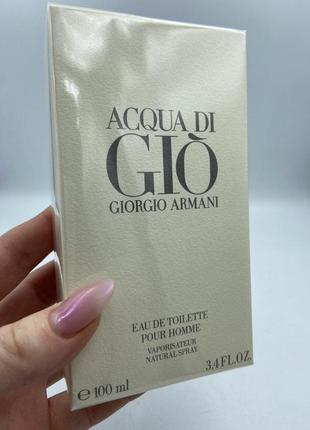 ACQUA DI
GIÒ
GIORGIO ARMANI
EAU DE TOILETTE
POUR HOMME
VAPORISATEUR
NATURAL SPRAY
℮ 100 ml
3.4 FL.OZ.